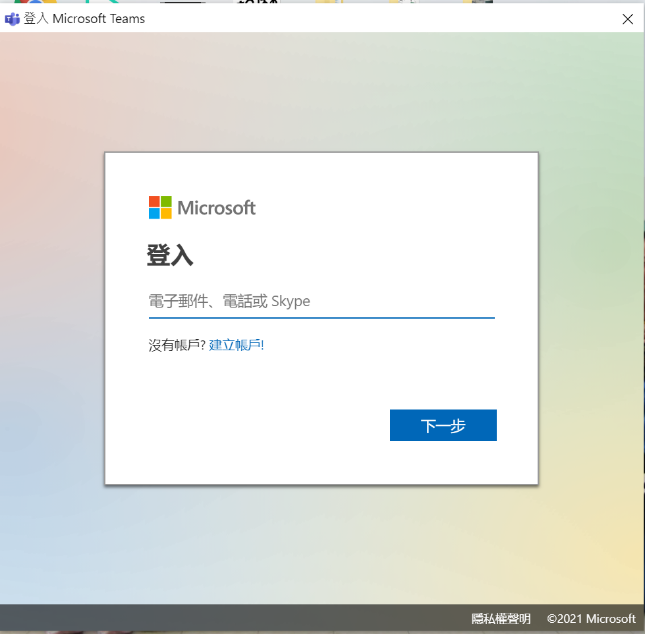 登入 Microsoft Teams
Microsoft
登入
電子郵件、電話或 Skype
沒有帳戶? 建立帳戶!
下一步
隱私權聲明 ©2021 Microsoft